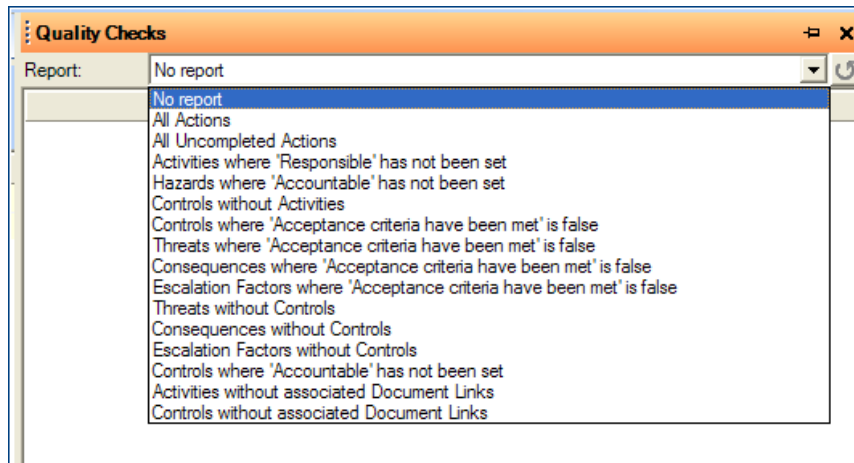 Quality Checks
Report: No report
No report
All Actions
All Uncompleted Actions
Activities where 'Responsible' has not been set
Hazards where 'Accountable' has not been set
Controls without Activities
Controls where 'Acceptance criteria have been met' is false
Threats where 'Acceptance criteria have been met' is false
Consequences where 'Acceptance criteria have been met' is false
Escalation Factors where 'Acceptance criteria have been met' is false
Threats without Controls
Consequences without Controls
Escalation Factors without Controls
Controls where 'Accountable' has not been set
Activities without associated Document Links
Controls without associated Document Links